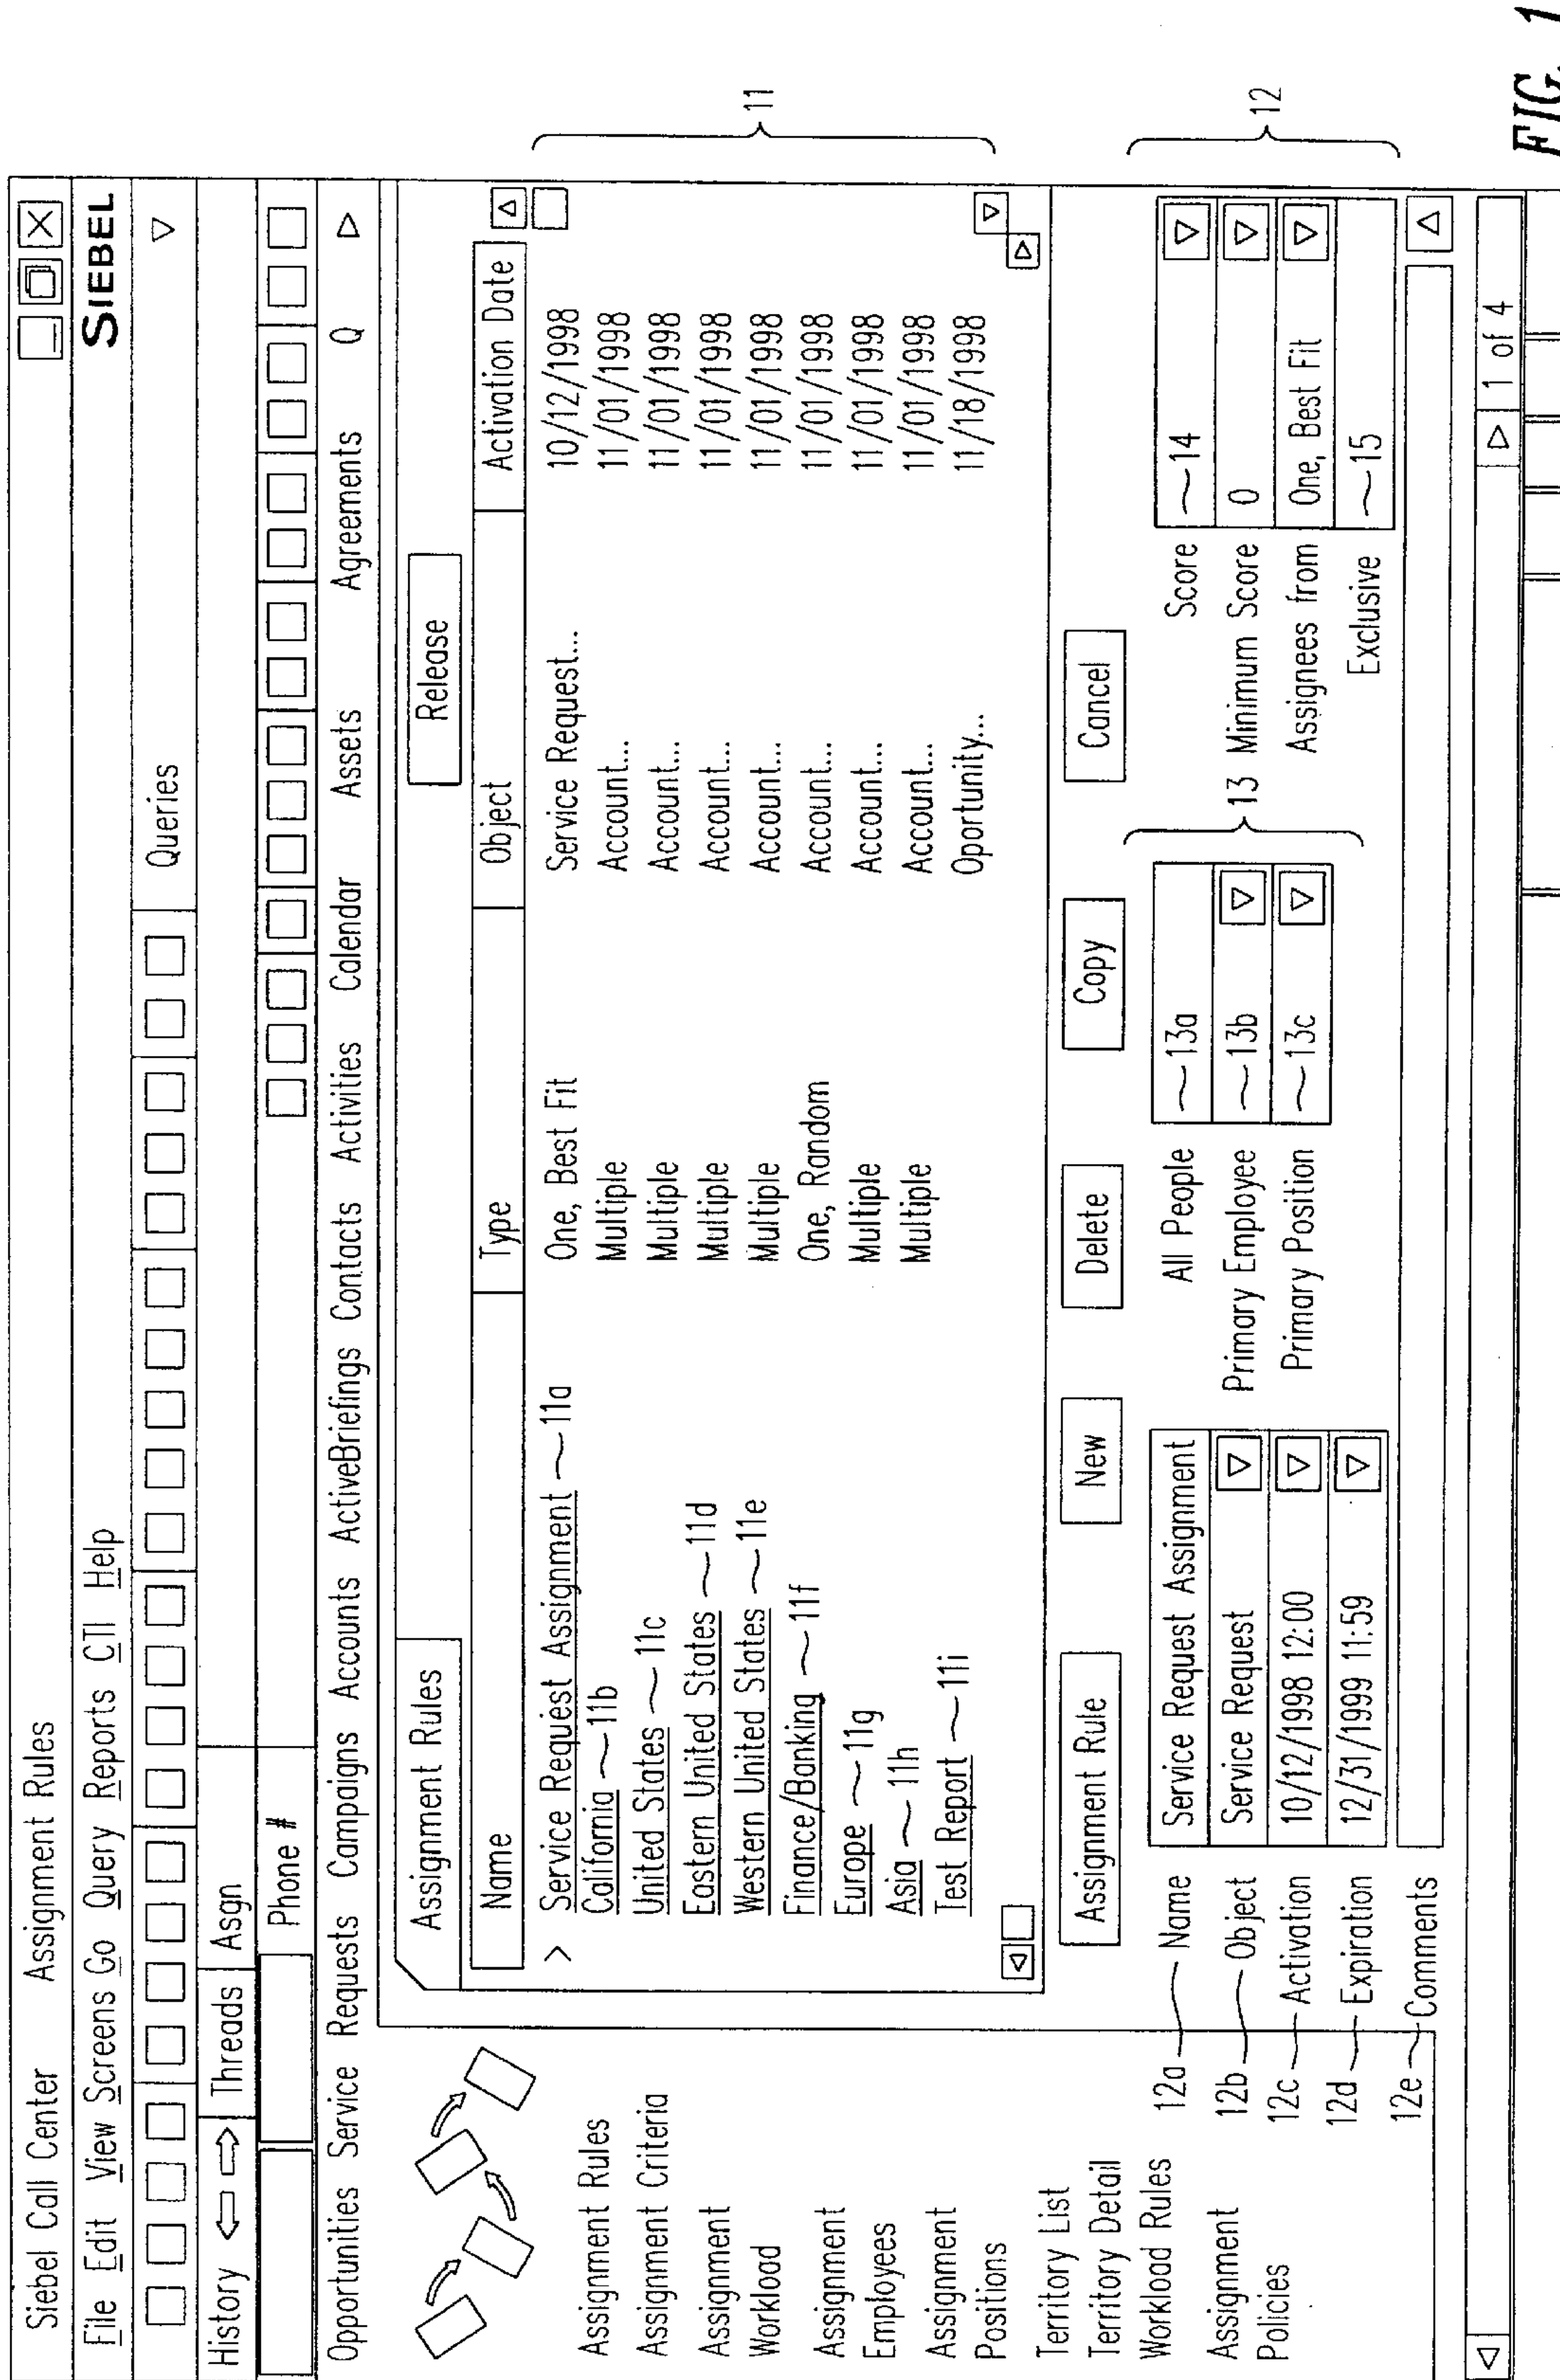 Siebel Call Center Assignment Rules
File Edit View Screens Go Query Reports CTI Help
SIEBEL
Queries
History Threads Asgn
Phone #
Opportunities Service Requests Campaigns Accounts ActiveBriefings Contacts Activities Calendar Assets Agreements Q
Assignment Rules
Release
Name Type Object Activation Date
> Service Request Assignment ~11a One, Best Fit Service Request... 10/12/1998
California ~11b Multiple Account... 11/01/1998
United States ~11c Multiple Account... 11/01/1998
Eastern United States ~11d Multiple Account... 11/01/1998
Western United States ~11e Multiple Account... 11/01/1998
Finance/Banking ~11f One, Random Account... 11/01/1998
Europe ~11g Multiple Account... 11/01/1998
Asia ~11h Multiple Account... 11/01/1998
Test Report ~11i Opportunity... 11/18/1998
11
Assignment Rules
Assignment Criteria
Assignment
Workload
Assignment
Employees
Assignment
Positions
Territory List
Territory Detail
Workload Rules
Assignment
Policies
Assignment Rule New Delete Copy Cancel
12a Name Service Request Assignment All People ~13a Score ~14
12b Object Service Request Primary Employee ~13b 13 Minimum Score 0
12c Activation 10/12/1998 12:00 Primary Position ~13c Assignees from One, Best Fit
12d Expiration 12/31/1999 11:59 Exclusive ~15
12e Comments
12
1 of 4
FIG. 1